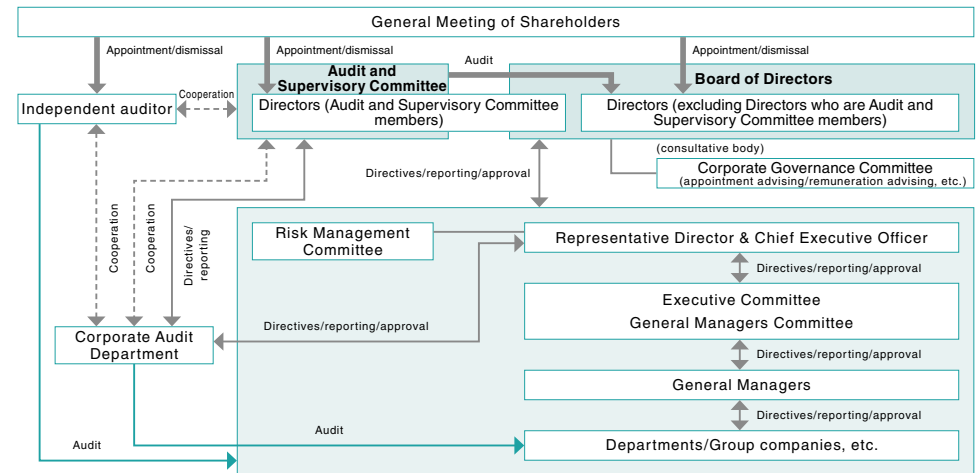 General Meeting of Shareholders
Appointment/dismissal
Appointment/dismissal
Appointment/dismissal
Audit
Audit and
Supervisory Committee
Board of Directors
Independent auditor
Cooperation
Directors (Audit and Supervisory Committee
members)
Directors (excluding Directors who are Audit and
Supervisory Committee members)
(consultative body)
Corporate Governance Committee
(appointment advising/remuneration advising, etc.)
Directives/reporting/approval
Cooperation
Cooperation
Directives/
reporting
Risk Management
Committee
Representative Director & Chief Executive Officer
Directives/reporting/approval
Executive Committee
General Managers Committee
Directives/reporting/approval
Corporate Audit
Department
Directives/reporting/approval
General Managers
Directives/reporting/approval
Audit
Audit
Departments/Group companies, etc.